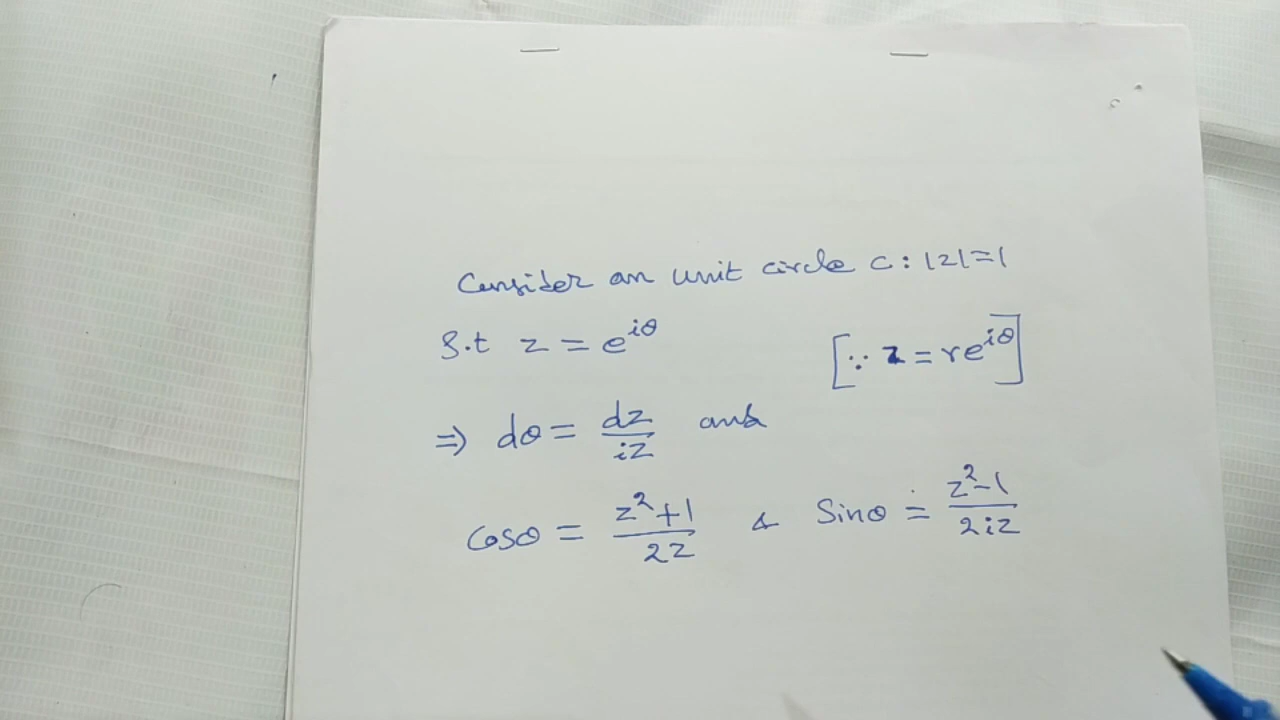 Consider an unit circle c: |z|=1
S.t z = e^{iθ} [∵ z = re^{iθ}]
⇒ dθ = dz/iz and
Cosθ = z²+1/2z & Sinθ = z²-1/2iz